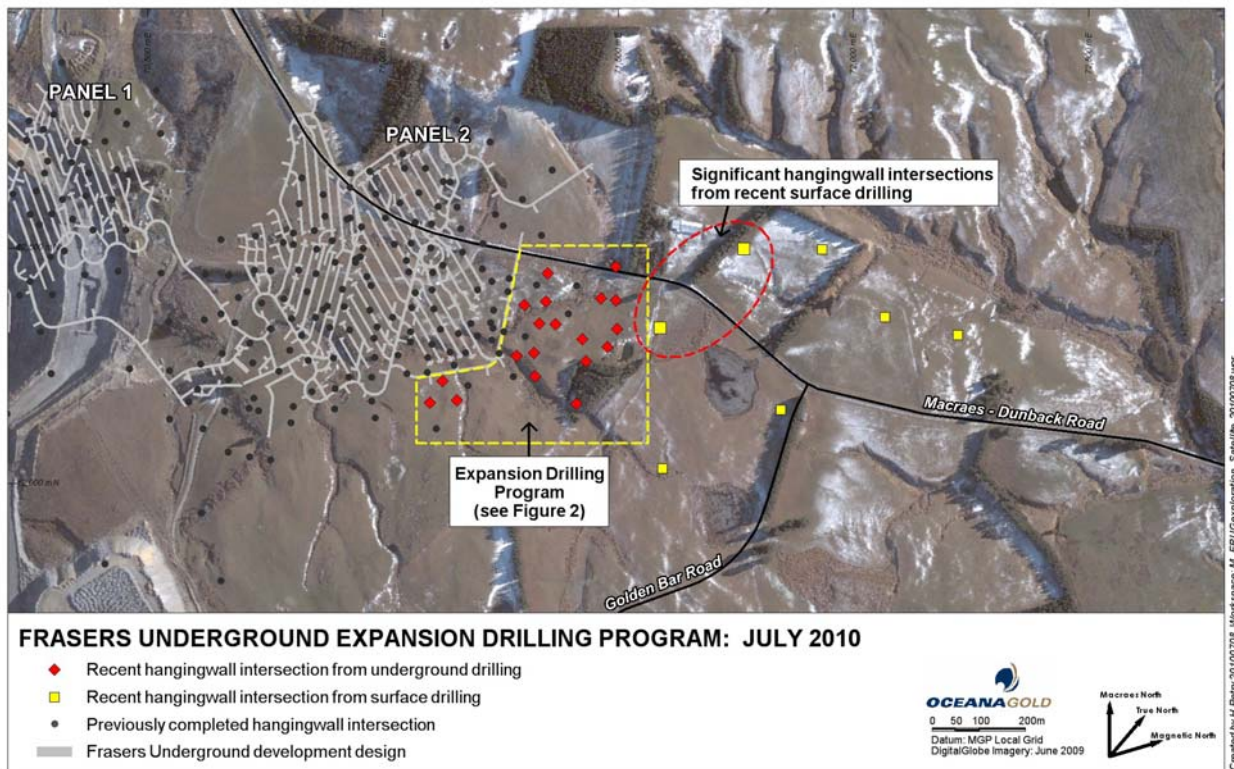 PANEL 1
PANEL 2
Significant hangingwall intersections
from recent surface drilling
Expansion Drilling
Program
(see Figure 2)
Macraes - Dunback Road
Golden Bar Road
FRASERS UNDERGROUND EXPANSION DRILLING PROGRAM: JULY 2010
Recent hangingwall intersection from underground drilling
Recent hangingwall intersection from surface drilling
Previously completed hangingwall intersection
Frasers Underground development design
OCEANAGOLD
0 50 100 200m
Datum: MGP Local Grid
DigitalGlobe Imagery: June 2009
Macraes North
True North
Magnetic North